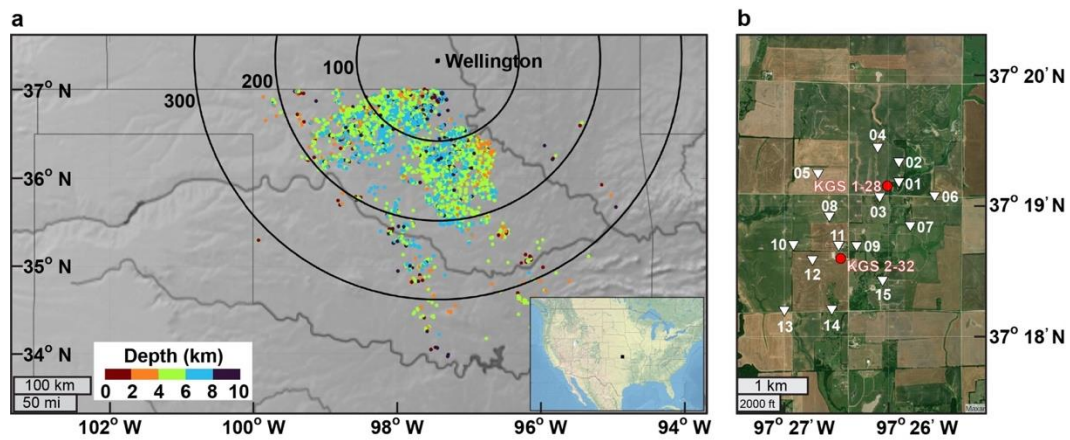 a
Wellington
100
200
300
37° N
36° N
35° N
34° N
Depth (km)
0 2 4 6 8 10
100 km
50 mi
102° W
100° W
98° W
96° W
94° W
b
37° 20'
37° 19'
37° 18'
04
02
05
KGS 1-28
01
06
03
08
07
11
09
10
KGS 2-32
12
15
13
14
1 km
2000 ft
Maxar
97° 27'
97° 26'